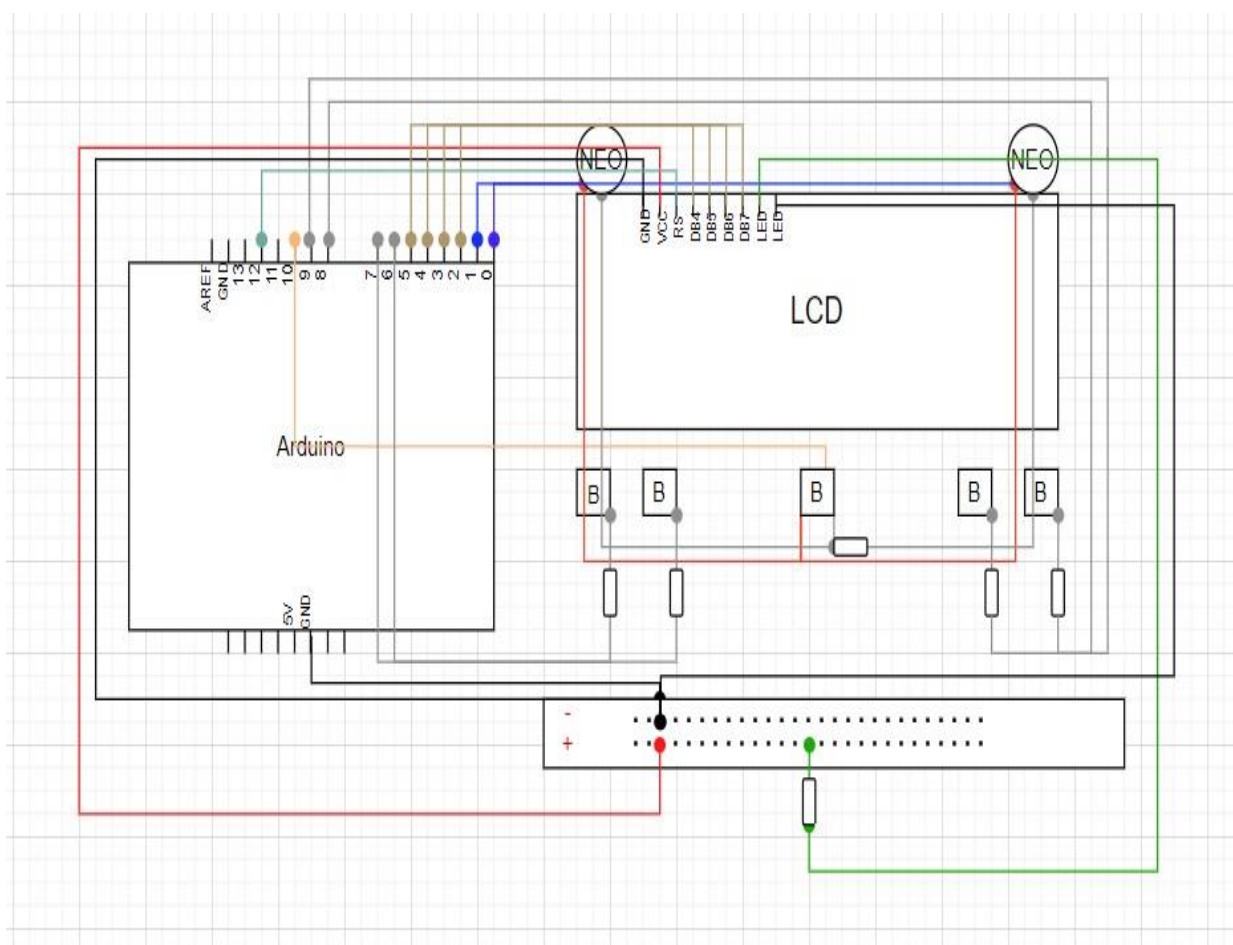 NEO
NEO
GND
VCC
RS
DB4
DB5
DB6
DB7
LED
LED
AREF
GND
13
12
11
10
9
8
7
6
5
4
3
2
1
0
LCD
Arduino
B
B
B
B
B
5V
GND
-
+